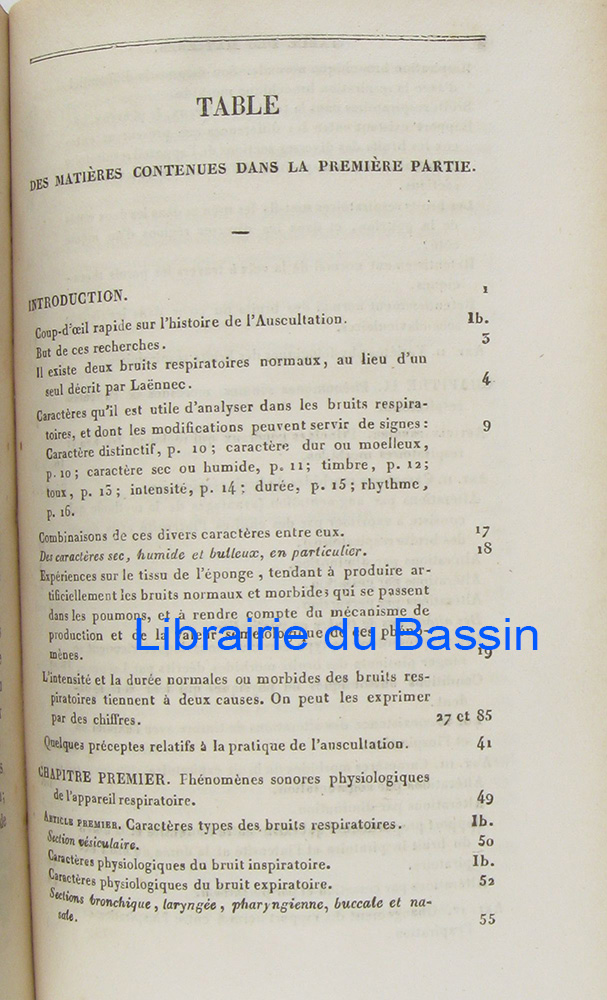 TABLE
DES MATIÈRES CONTENUES DANS LA PREMIÈRE PARTIE.
INTRODUCTION. 1
Coup-d'œil rapide sur l'histoire de l'Auscultation. Ib.
But de ces recherches. 3
Il existe deux bruits respiratoires normaux, au lieu d'un
seul décrit par Laënnec. 4
Caractères qu'il est utile d'analyser dans les bruits respira-
toires, et dont les modifications peuvent servir de signes: 9
Caractère distinctif, p. 10; caractère dur ou moelleux,
p. 10; caractère sec ou humide, p. 11; timbre, p. 12;
ton, p. 15; intensité, p. 14; durée, p. 15; rhythme,
p. 16.
Combinaisons de ces divers caractères entre eux. 17
Des caractères sec, humide et bulleux, en particulier. 18
Expériences sur le tissu de l'éponge, tendant à produire ar-
tificiellement les bruits normaux et morbides qui se passent
dans les poumons, et à rendre compte du mécanisme de
production et de la valeur séméiologique de ces phéno-
mènes. 19
Librairie du Bassin
L'intensité et la durée normales ou morbides des bruits res-
piratoires tiennent à deux causes. On peut les exprimer
par des chiffres. 27 et 85
Quelques préceptes relatifs à la pratique de l'auscultation. 41
CHAPITRE PREMIER. Phénomènes sonores physiologiques
de l'appareil respiratoire. 49
ARTICLE PREMIER. Caractères types des bruits respiratoires. Ib.
Section vésiculaire. 50
Caractères physiologiques du bruit inspiratoire. Ib.
Caractères physiologiques du bruit expiratoire. 52
Sections bronchique, laryngée, pharyngienne, buccale et na-
sale. 55